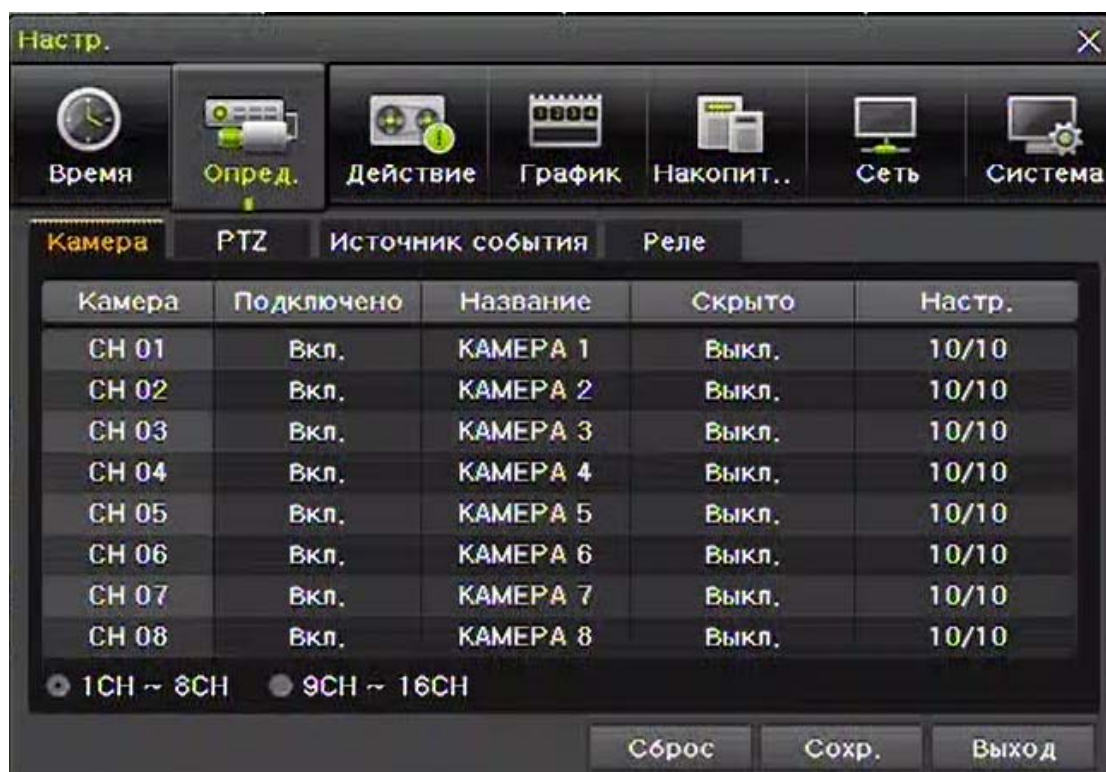 Настр.
Время Опред. Действие График Накопит.. Сеть Система
Камера PTZ Источник события Реле
Камера Подключено Название Скрыто Настр.
CH 01 Вкл. КАМЕРА 1 Выкл. 10/10
CH 02 Вкл. КАМЕРА 2 Выкл. 10/10
CH 03 Вкл. КАМЕРА 3 Выкл. 10/10
CH 04 Вкл. КАМЕРА 4 Выкл. 10/10
CH 05 Вкл. КАМЕРА 5 Выкл. 10/10
CH 06 Вкл. КАМЕРА 6 Выкл. 10/10
CH 07 Вкл. КАМЕРА 7 Выкл. 10/10
CH 08 Вкл. КАМЕРА 8 Выкл. 10/10
1CH ~ 8CH 9CH ~ 16CH
Сброс Сохр. Выход